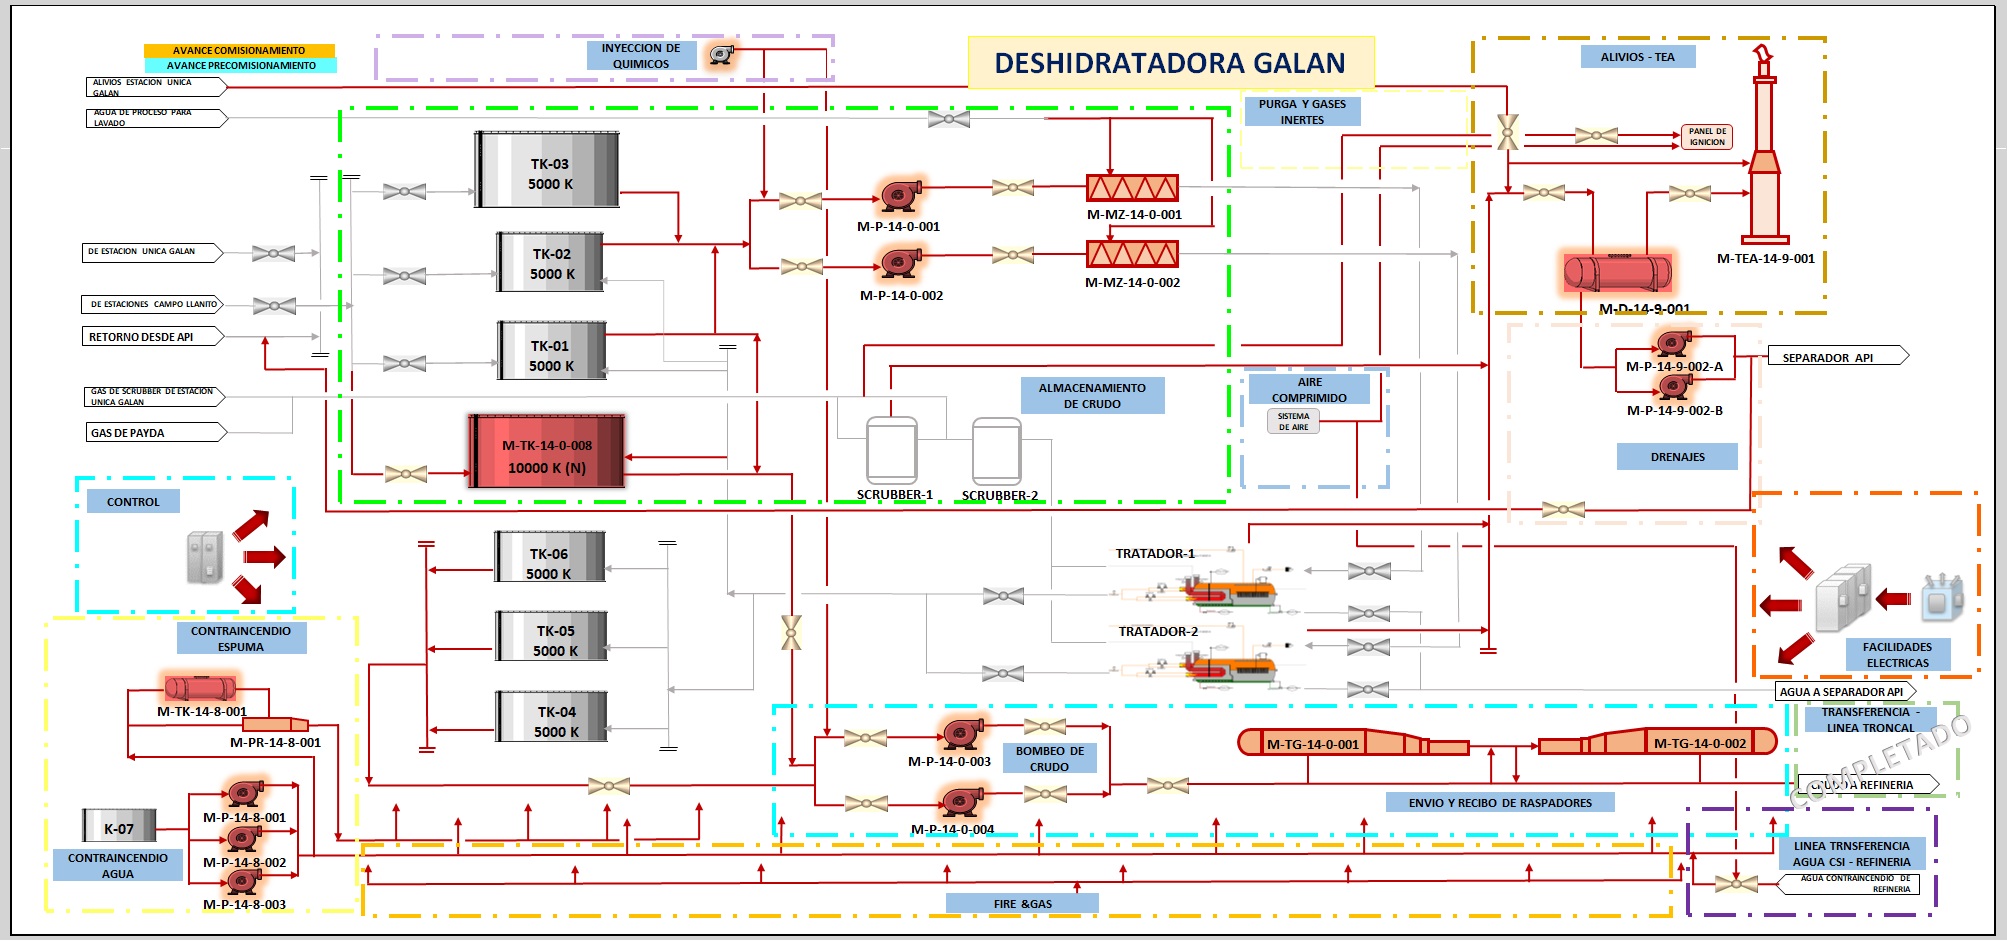 AVANCE COMISIONAMIENTO
AVANCE PRECOMISIONAMIENTO
INYECCION DE
QUIMICOS
DESHIDRATADORA GALAN
ALIVIOS - TEA
ALIVIOS ESTACION UNICA
GALAN
AGUA DE PROCESO PARA
LAVADO
PURGA Y GASES
INERTES
PANEL DE
IGNICION
TK-03
5000 K
M-P-14-0-001
M-MZ-14-0-001
DE ESTACION UNICA GALAN
TK-02
5000 K
M-P-14-0-002
M-MZ-14-0-002
M-TEA-14-9-001
DE ESTACIONES CAMPO LLANITO
M-D-14-9-001
RETORNO DESDE API
TK-01
5000 K
M-P-14-9-002-A
SEPARADOR API
GAS DE SCRUBBER DE ESTACION
UNICA GALAN
ALMACENAMIENTO
DE CRUDO
AIRE
COMPRIMIDO
SISTEMA
DE AIRE
M-P-14-9-002-B
GAS DE PAYDA
M-TK-14-0-008
10000 K (N)
SCRUBBER-1
SCRUBBER-2
DRENAJES
CONTROL
TK-06
5000 K
TRATADOR-1
CONTRAINCENDIO
ESPUMA
TK-05
5000 K
TRATADOR-2
FACILIDADES
ELECTRICAS
M-TK-14-8-001
M-PR-14-8-001
TK-04
5000 K
AGUA A SEPARADOR API
TRANSFERENCIA -
LINEA TRONCAL
COMPLETADO
M-P-14-0-003
BOMBEO DE
CRUDO
M-TG-14-0-001
M-TG-14-0-002
CRUDO A REFINERIA
ENVIO Y RECIBO DE RASPADORES
M-P-14-0-004
K-07
M-P-14-8-001
M-P-14-8-002
M-P-14-8-003
CONTRAINCENDIO
AGUA
LINEA TRNSFERENCIA
AGUA CSI - REFINERIA
AGUA CONTRAINCENDIO DE
REFINERIA
FIRE &GAS